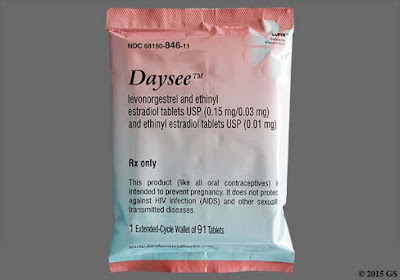 LUPIN
NDC 68180-846-11
Daysee™
levonorgestrel and ethinyl
estradiol tablets USP (0.15 mg/0.03 mg)
and ethinyl estradiol tablets USP (0.01 mg)
Rx only
This product (like all oral contraceptives) is
intended to prevent pregnancy. It does not protect
against HIV infection (AIDS) and other sexually
transmitted diseases.
1 Extended-Cycle Wallet of 91 Tablets
© 2015 GS